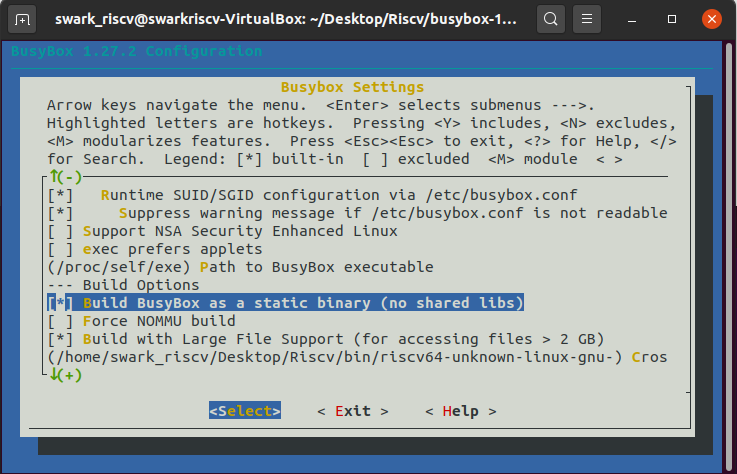 swark_riscv@swarkriscv-VirtualBox: ~/Desktop/Riscv/busybox-1...
BusyBox 1.27.2 Configuration
Busybox Settings
Arrow keys navigate the menu.  <Enter> selects submenus --->.
Highlighted letters are hotkeys.  Pressing <Y> includes, <N> excludes,
<M> modularizes features.  Press <Esc><Esc> to exit, <?> for Help, </>
for Search.  Legend: [*] built-in  [ ] excluded  <M> module  < >
↑(-)
[*]   Runtime SUID/SGID configuration via /etc/busybox.conf
[*]     Suppress warning message if /etc/busybox.conf is not readable
[ ] Support NSA Security Enhanced Linux
[ ] exec prefers applets
(/proc/self/exe) Path to BusyBox executable
--- Build Options
[*] Build BusyBox as a static binary (no shared libs)
[ ] Force NOMMU build
[*] Build with Large File Support (for accessing files > 2 GB)
(/home/swark_riscv/Desktop/Riscv/bin/riscv64-unknown-linux-gnu-) Cros
↓(+)
<Select>    < Exit >    < Help >